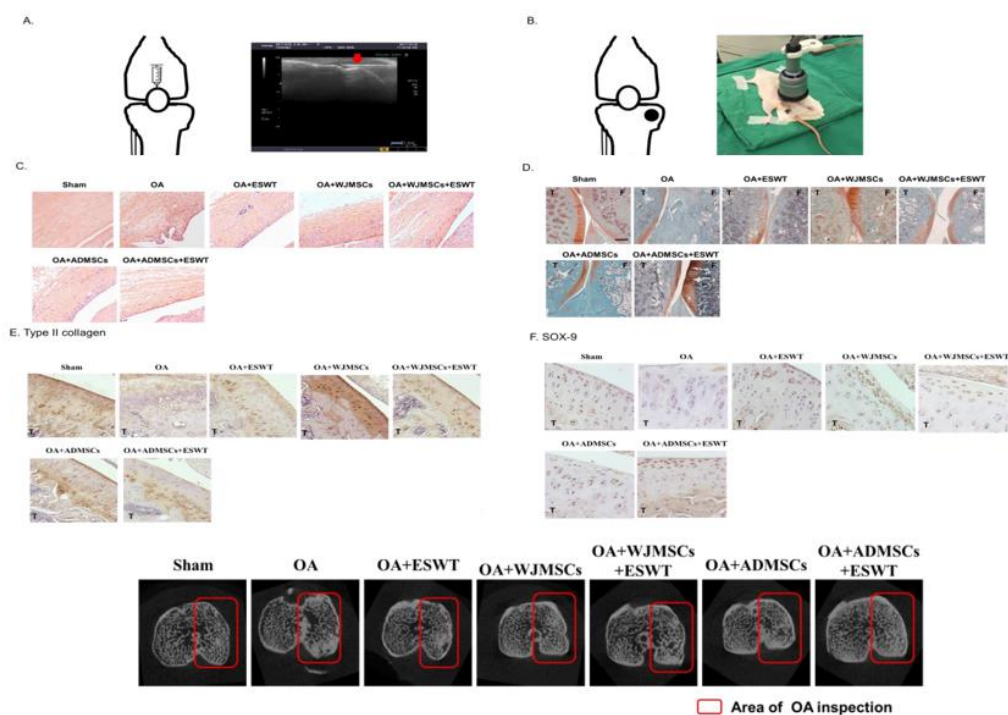 A.
B.
C.
Sham OA OA+ESWT OA+WJMSCs OA+WJMSCs+ESWT
OA+ADMSCs OA+ADMSCs+ESWT
D.
Sham OA OA+ESWT OA+WJMSCs OA+WJMSCs+ESWT
T F T F T F T F T F
OA+ADMSCs OA+ADMSCs+ESWT
T F T F
E. Type II collagen
Sham OA OA+ESWT OA+WJMSCs OA+WJMSCs+ESWT
T T T T T
OA+ADMSCs OA+ADMSCs+ESWT
T T
F. SOX-9
Sham OA OA+ESWT OA+WJMSCs OA+WJMSCs+ESWT
T T T T T
OA+ADMSCs OA+ADMSCs+ESWT
T T
Sham OA OA+ESWT OA+WJMSCs OA+WJMSCs +ESWT OA+ADMSCs OA+ADMSCs +ESWT
Area of OA inspection